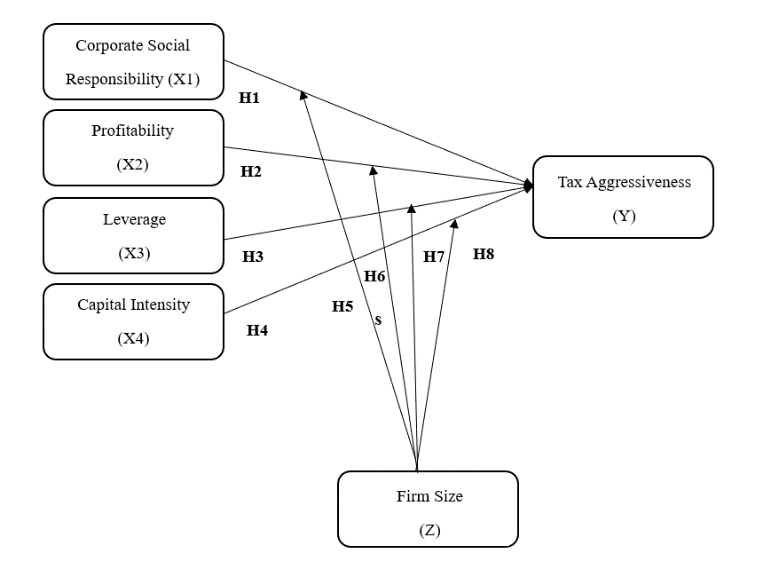 Corporate Social
Responsibility (X1)
H1
Profitability
(X2)
H2
Tax Aggressiveness
(Y)
Leverage
(X3)
H3
H6
H7
H8
Capital Intensity
(X4)
H4
H5
s
Firm Size
(Z)